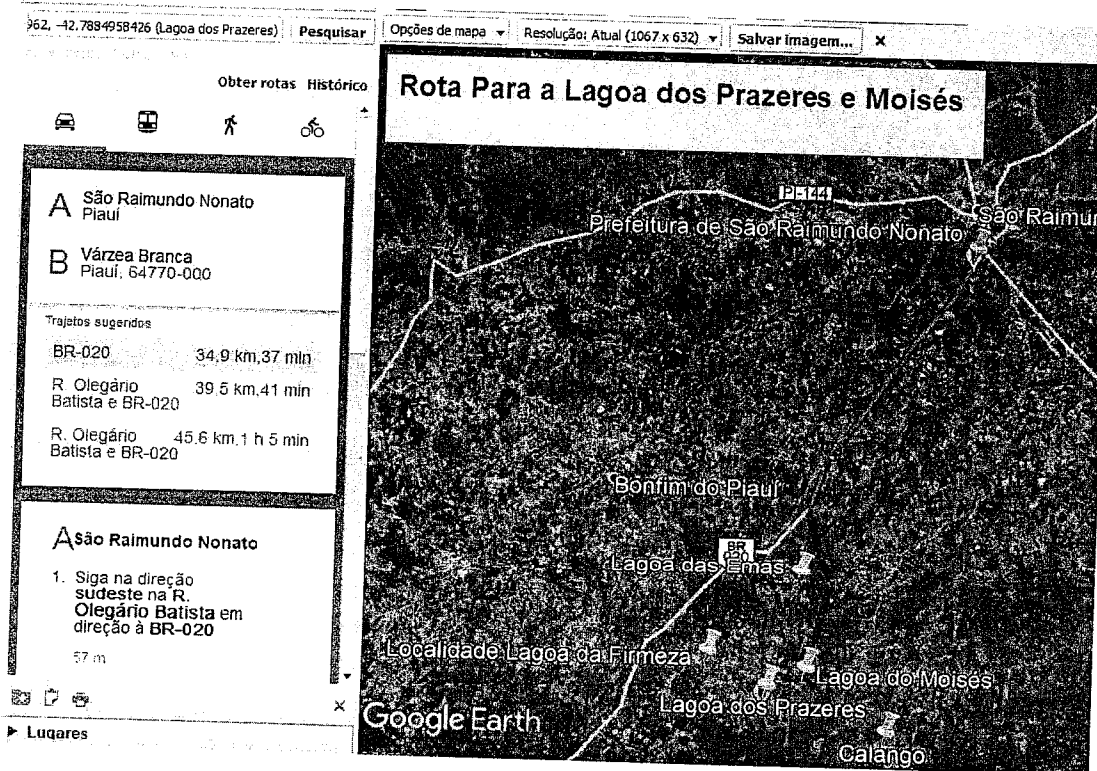 962, -42.7884958426 (Lagoa dos Prazeres) Pesquisar
Opções de mapa Resolução: Atual (1067 x 632) Salvar imagem...
Obter rotas Histórico
A São Raimundo Nonato
Piauí
B Várzea Branca
Piauí, 64770-000
Trajetos sugeridos
BR-020 34,9 km,37 min
R. Olegário 39,5 km,41 min
Batista e BR-020
R. Olegário 45,6 km,1 h 5 min
Batista e BR-020
A São Raimundo Nonato
1. Siga na direção
sudeste na R.
Olegário Batista em
direção à BR-020
57 m
Lugares
Rota Para a Lagoa dos Prazeres e Moisés
PI-144
Prefeitura de São Raimundo Nonato
São Raimun
Bonfim do Piauí
BR
020
Lagoa das Emas
Localidade Lagoa da Firmeza
Lagoa do Moisés
Lagoa dos Prazeres
Calango
Google Earth